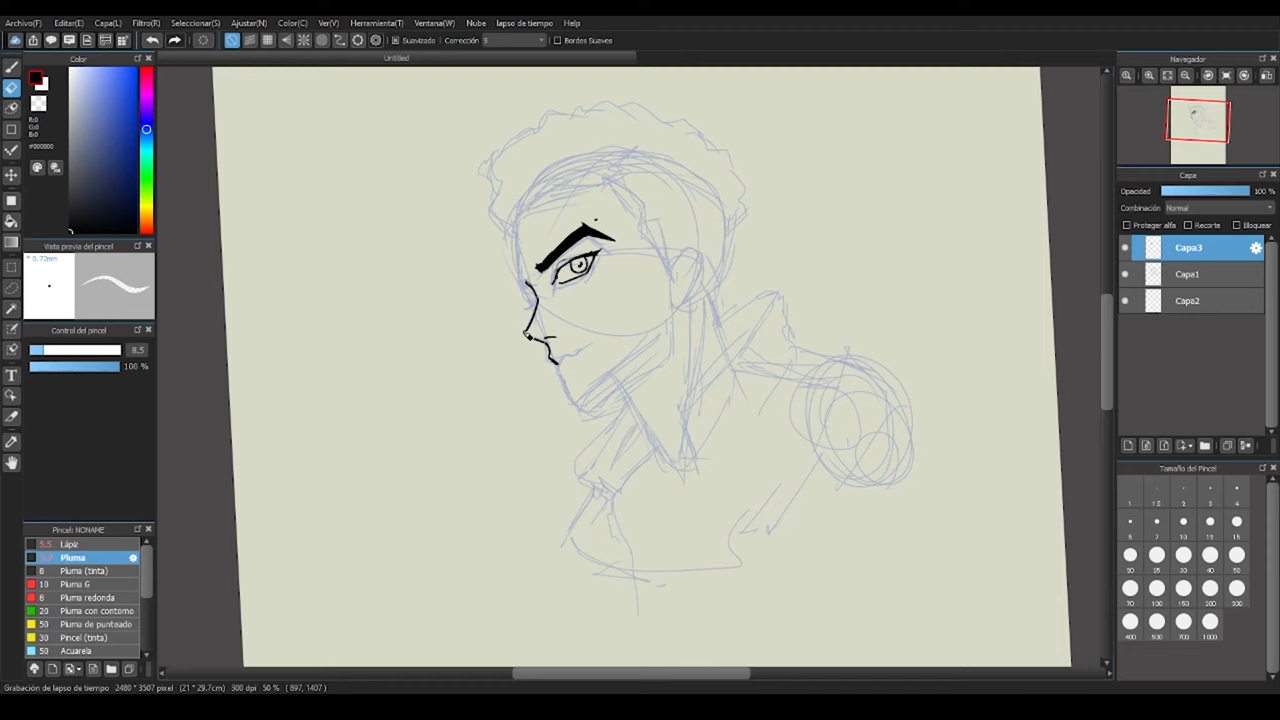 Archivo(F) Editar(E) Capa(L) Filtro(R) Seleccionar(S) Ajustar(N) Color(C) Ver(V) Herramienta(T) Ventana(W) Nube lapso de tiempo Help
Suavizado Corrección 5 Bordes Suaves
Color
Untitled
Navegador
R:0
G:0
B:0
#000000
Capa
Opacidad 100 %
Combinación Normal
Proteger alfa Recorte Bloquear
Vista previa del pincel
* 0.72mm
Capa3
Capa1
Capa2
Control del pincel
8.5
100 %
Tamaño del Pincel
1 1.5 2 3 4
5 7 10 12 15
20 25 30 40 50
70 100 150 200 300
400 500 700 1000
Pincel: NONAME
5.5 Lápiz
Pluma
8 Pluma (tinta)
10 Pluma G
8 Pluma redonda
20 Pluma con contorno
50 Pluma de punteado
30 Pincel (tinta)
50 Acuarela
Grabación de lapso de tiempo 2480 * 3507 pixel (21 * 29.7cm) 300 dpi 50 % ( 897, 1407 )